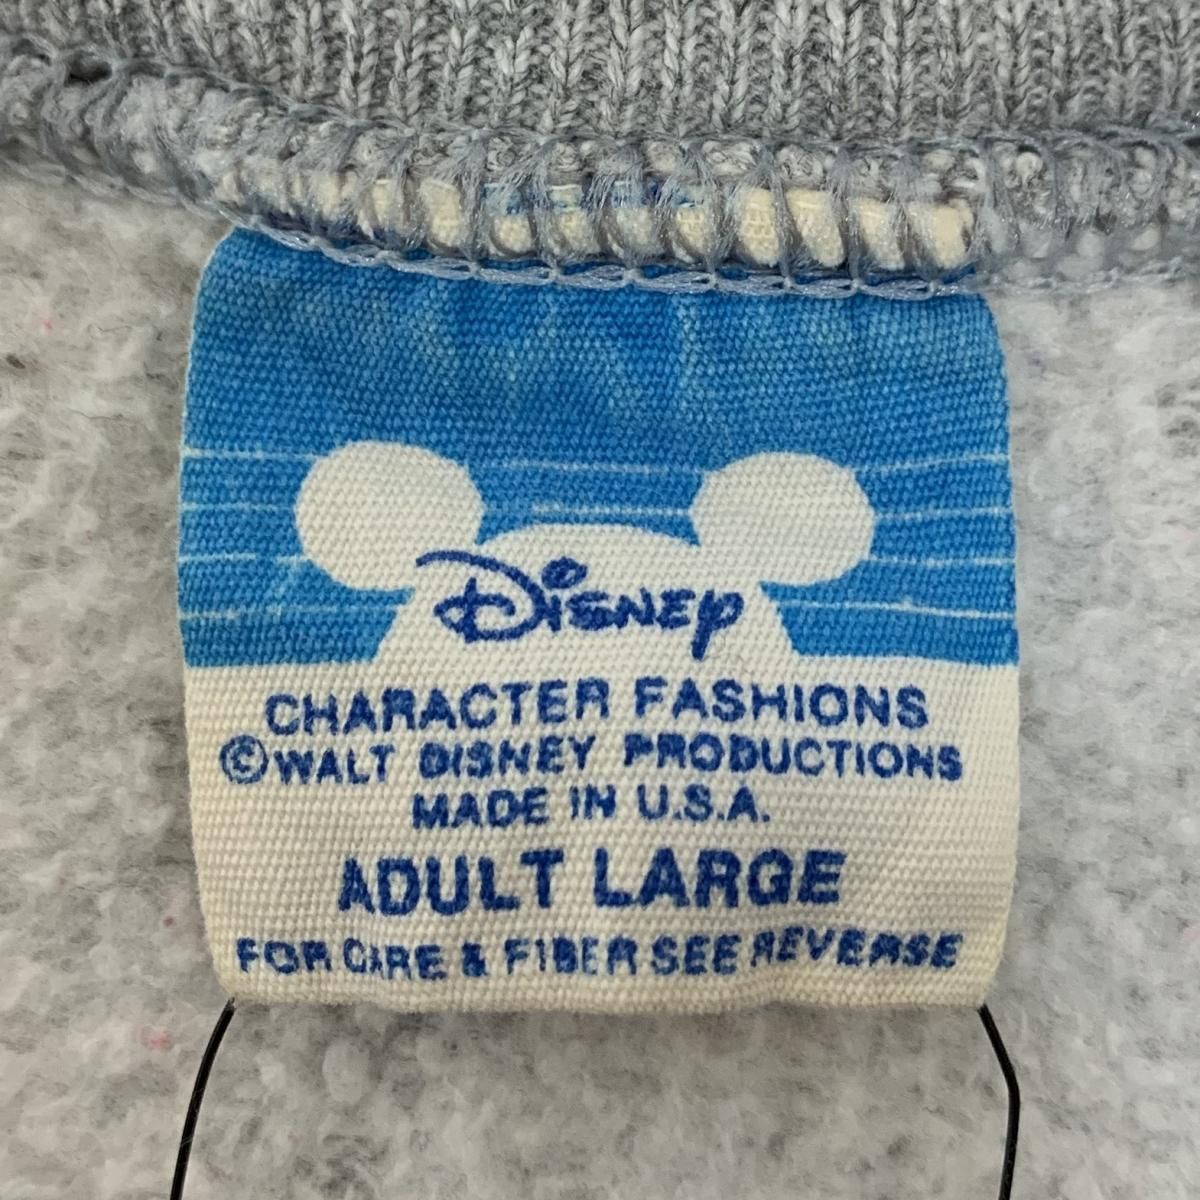 Disney
CHARACTER FASHIONS
©WALT DISNEY PRODUCTIONS
MADE IN U.S.A.
ADULT LARGE
FOR CARE & FIBER SEE REVERSE